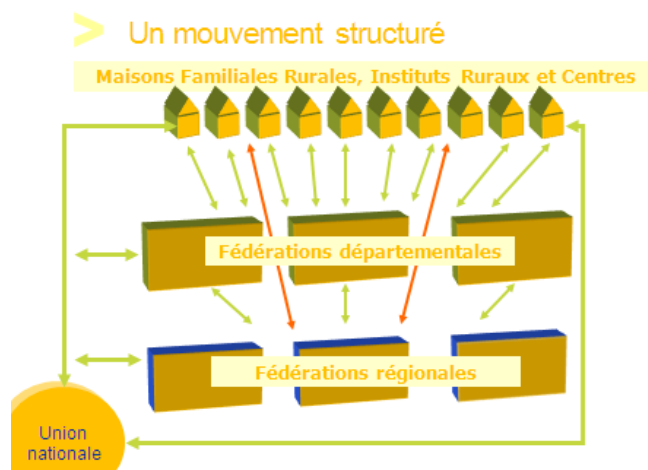 > Un mouvement structuré
Maisons Familiales Rurales, Instituts Ruraux et Centres
Fédérations départementales
Fédérations régionales
Union
nationale